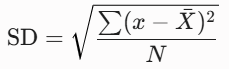 SD = √(∑(x − X̄)² / N)